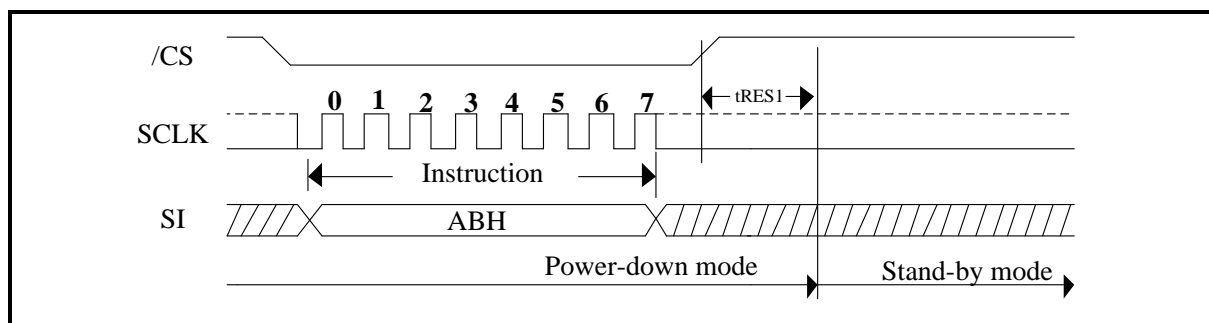 /CS
tRES1
0 1 2 3 4 5 6 7
SCLK
Instruction
SI
ABH
Power-down mode
Stand-by mode